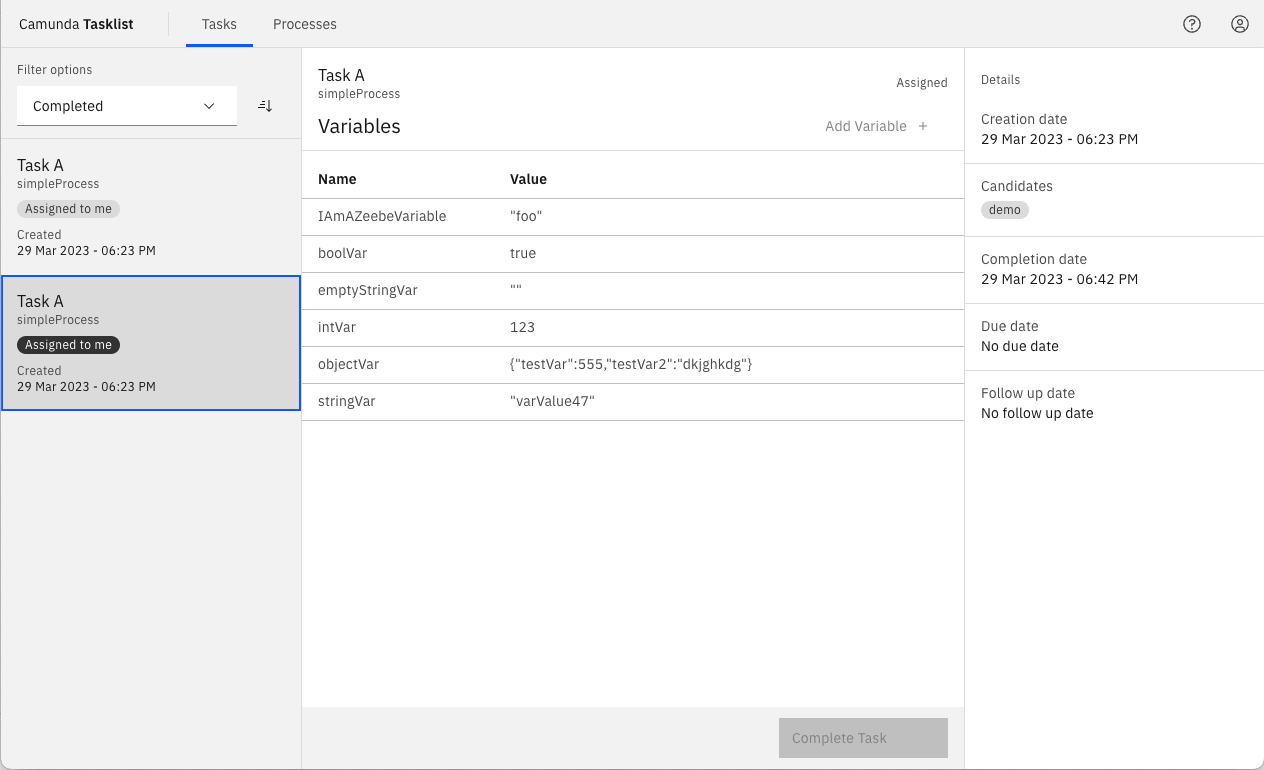 Camunda Tasklist
Tasks
Processes
Filter options
Completed
Task A
simpleProcess
Assigned to me
Created
29 Mar 2023 - 06:23 PM
Task A
simpleProcess
Assigned to me
Created
29 Mar 2023 - 06:23 PM
Task A
simpleProcess
Assigned
Variables
Add Variable +
Name Value
IAmAZeebeVariable "foo"
boolVar true
emptyStringVar ""
intVar 123
objectVar {"testVar":555,"testVar2":"dkjghkdg"}
stringVar "varValue47"
Complete Task
Details
Creation date
29 Mar 2023 - 06:23 PM
Candidates
demo
Completion date
29 Mar 2023 - 06:42 PM
Due date
No due date
Follow up date
No follow up date